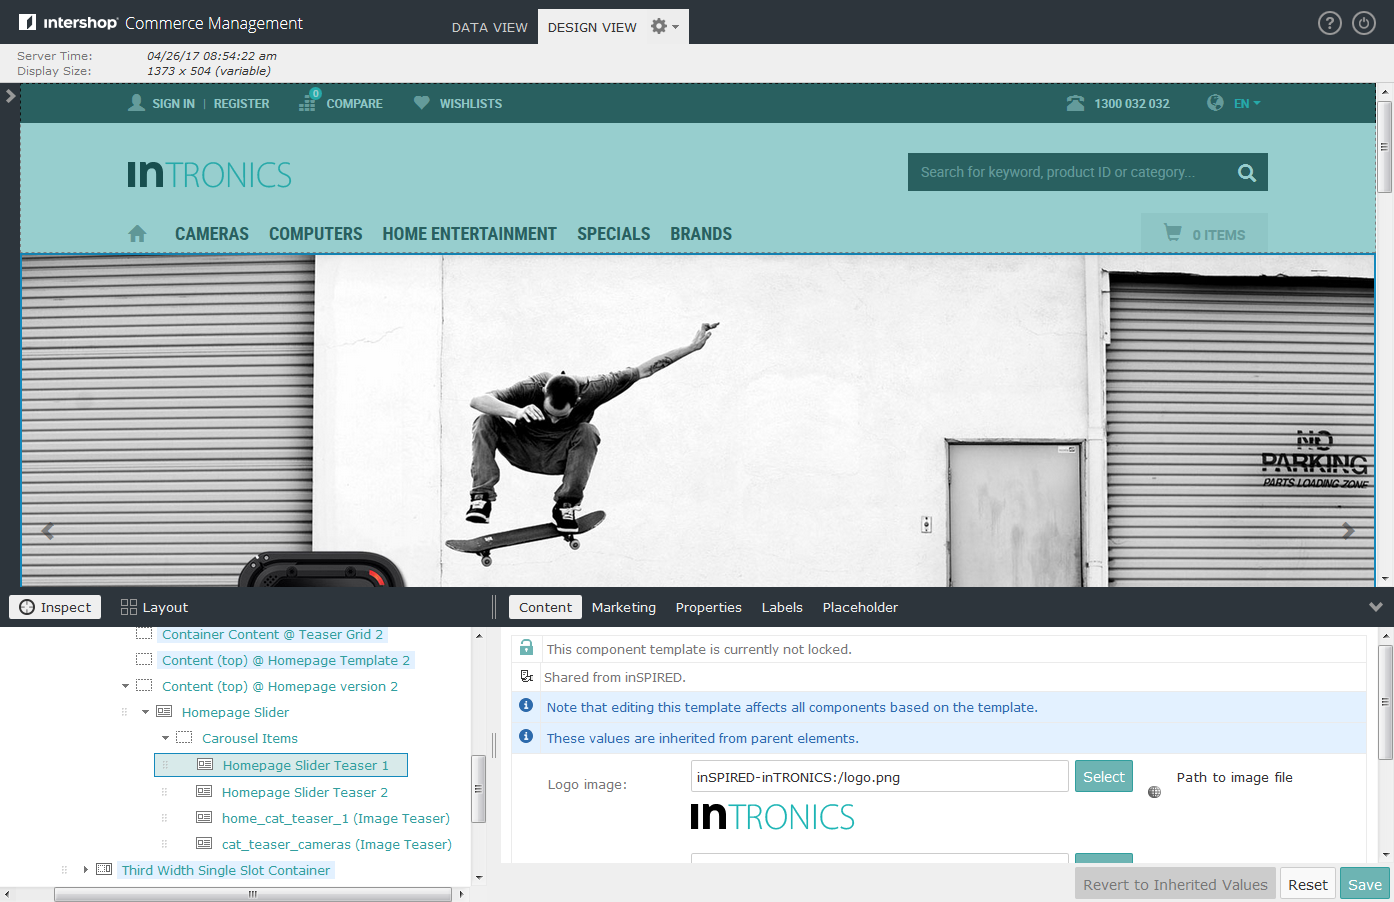 intershop Commerce Management
DATA VIEW
DESIGN VIEW
Server Time: 04/26/17 08:54:22 am
Display Size: 1373 x 504 (variable)
SIGN IN | REGISTER
0
COMPARE
WISHLISTS
1300 032 032
EN
inTRONICS
Search for keyword, product ID or category...
CAMERAS COMPUTERS HOME ENTERTAINMENT SPECIALS BRANDS
0 ITEMS
NO
PARKING
PARTS LOADING ZONE
Inspect
Layout
Content
Marketing
Properties
Labels
Placeholder
Container Content @ Teaser Grid 2
Content (top) @ Homepage Template 2
Content (top) @ Homepage version 2
Homepage Slider
Carousel Items
Homepage Slider Teaser 1
Homepage Slider Teaser 2
home_cat_teaser_1 (Image Teaser)
cat_teaser_cameras (Image Teaser)
Third Width Single Slot Container
This component template is currently not locked.
Shared from inSPIRED.
Note that editing this template affects all components based on the template.
These values are inherited from parent elements.
Logo image:
inSPIRED-inTRONICS:/logo.png
Select
Path to image file
inTRONICS
Revert to Inherited Values
Reset
Save